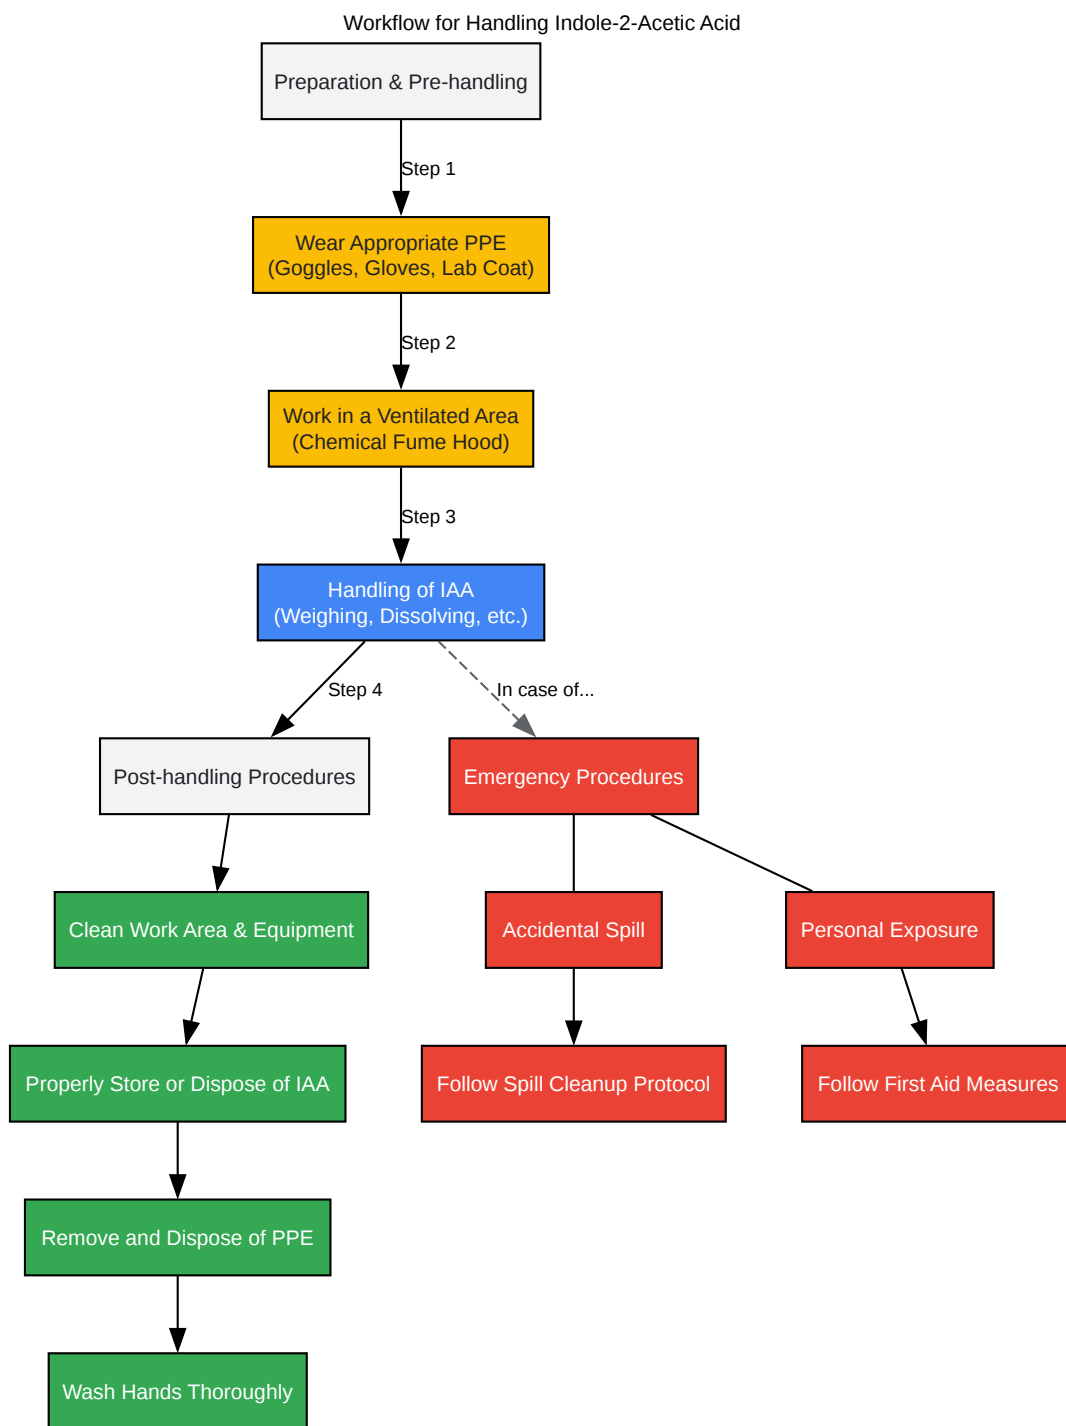 Workflow for Handling Indole-2-Acetic Acid
Preparation & Pre-handling
Step 1
Wear Appropriate PPE
(Goggles, Gloves, Lab Coat)
Step 2
Work in a Ventilated Area
(Chemical Fume Hood)
Step 3
Handling of IAA
(Weighing, Dissolving, etc.)
Step 4
In case of...
Post-handling Procedures
Emergency Procedures
Clean Work Area & Equipment
Accidental Spill
Personal Exposure
Properly Store or Dispose of IAA
Follow Spill Cleanup Protocol
Follow First Aid Measures
Remove and Dispose of PPE
Wash Hands Thoroughly